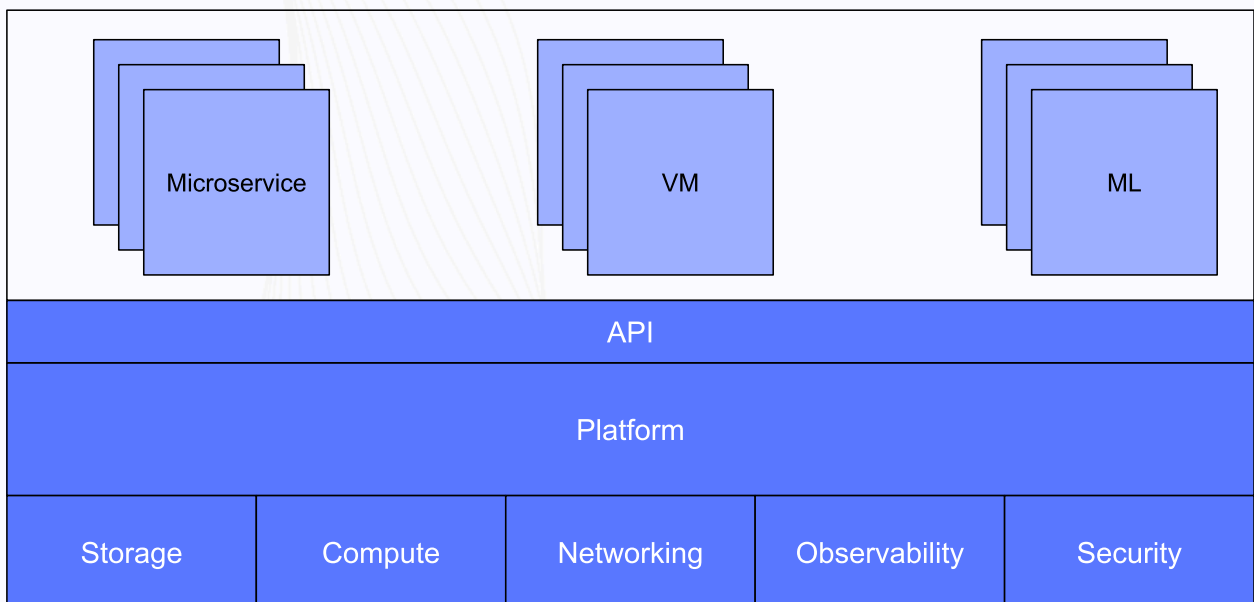 Microservice
VM
ML
API
Platform
Storage
Compute
Networking
Observability
Security